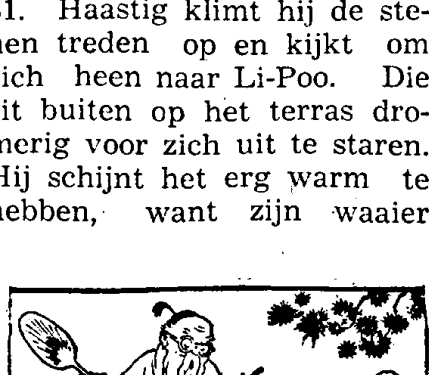 31. Haastig klimt hij de ste-
nen treden op en kijkt om
zich heen naar Li-Poo. Die
zit buiten op het terras dro-
merig voor zich uit te staren.
Hij schijnt het erg warm te
hebben, want zijn waaier